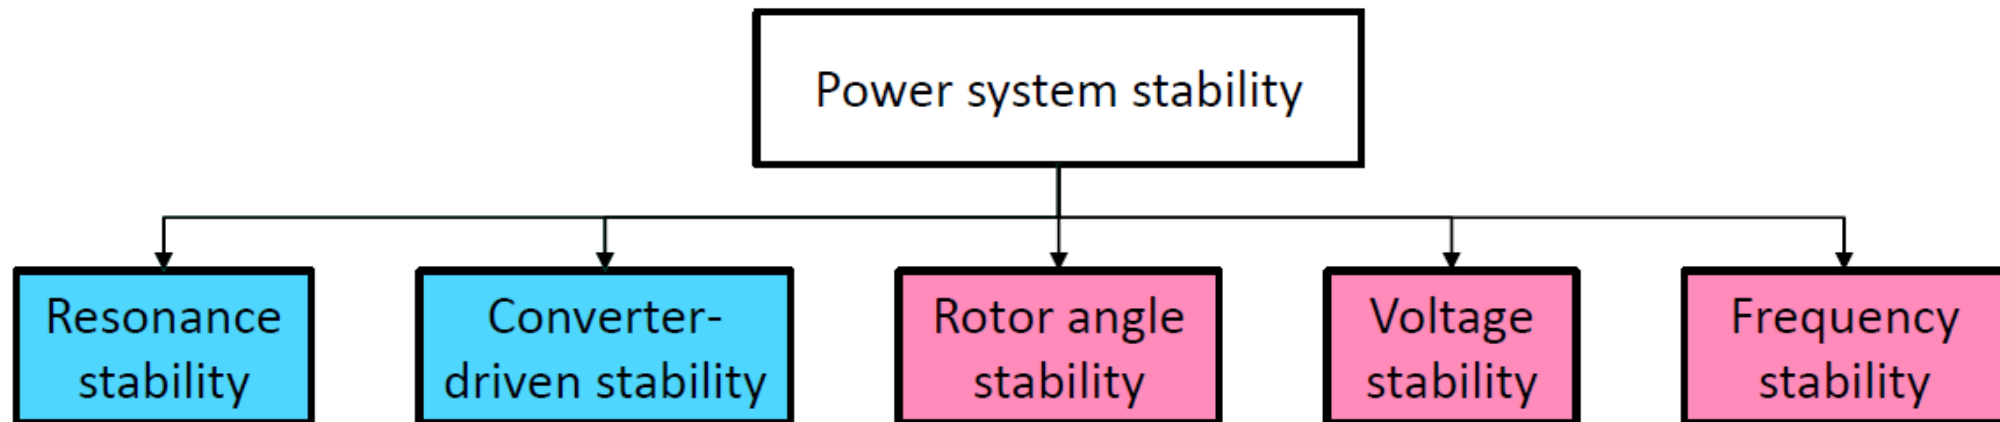 Power system stability
Resonance
stability
Converter-
driven stability
Rotor angle
stability
Voltage
stability
Frequency
stability